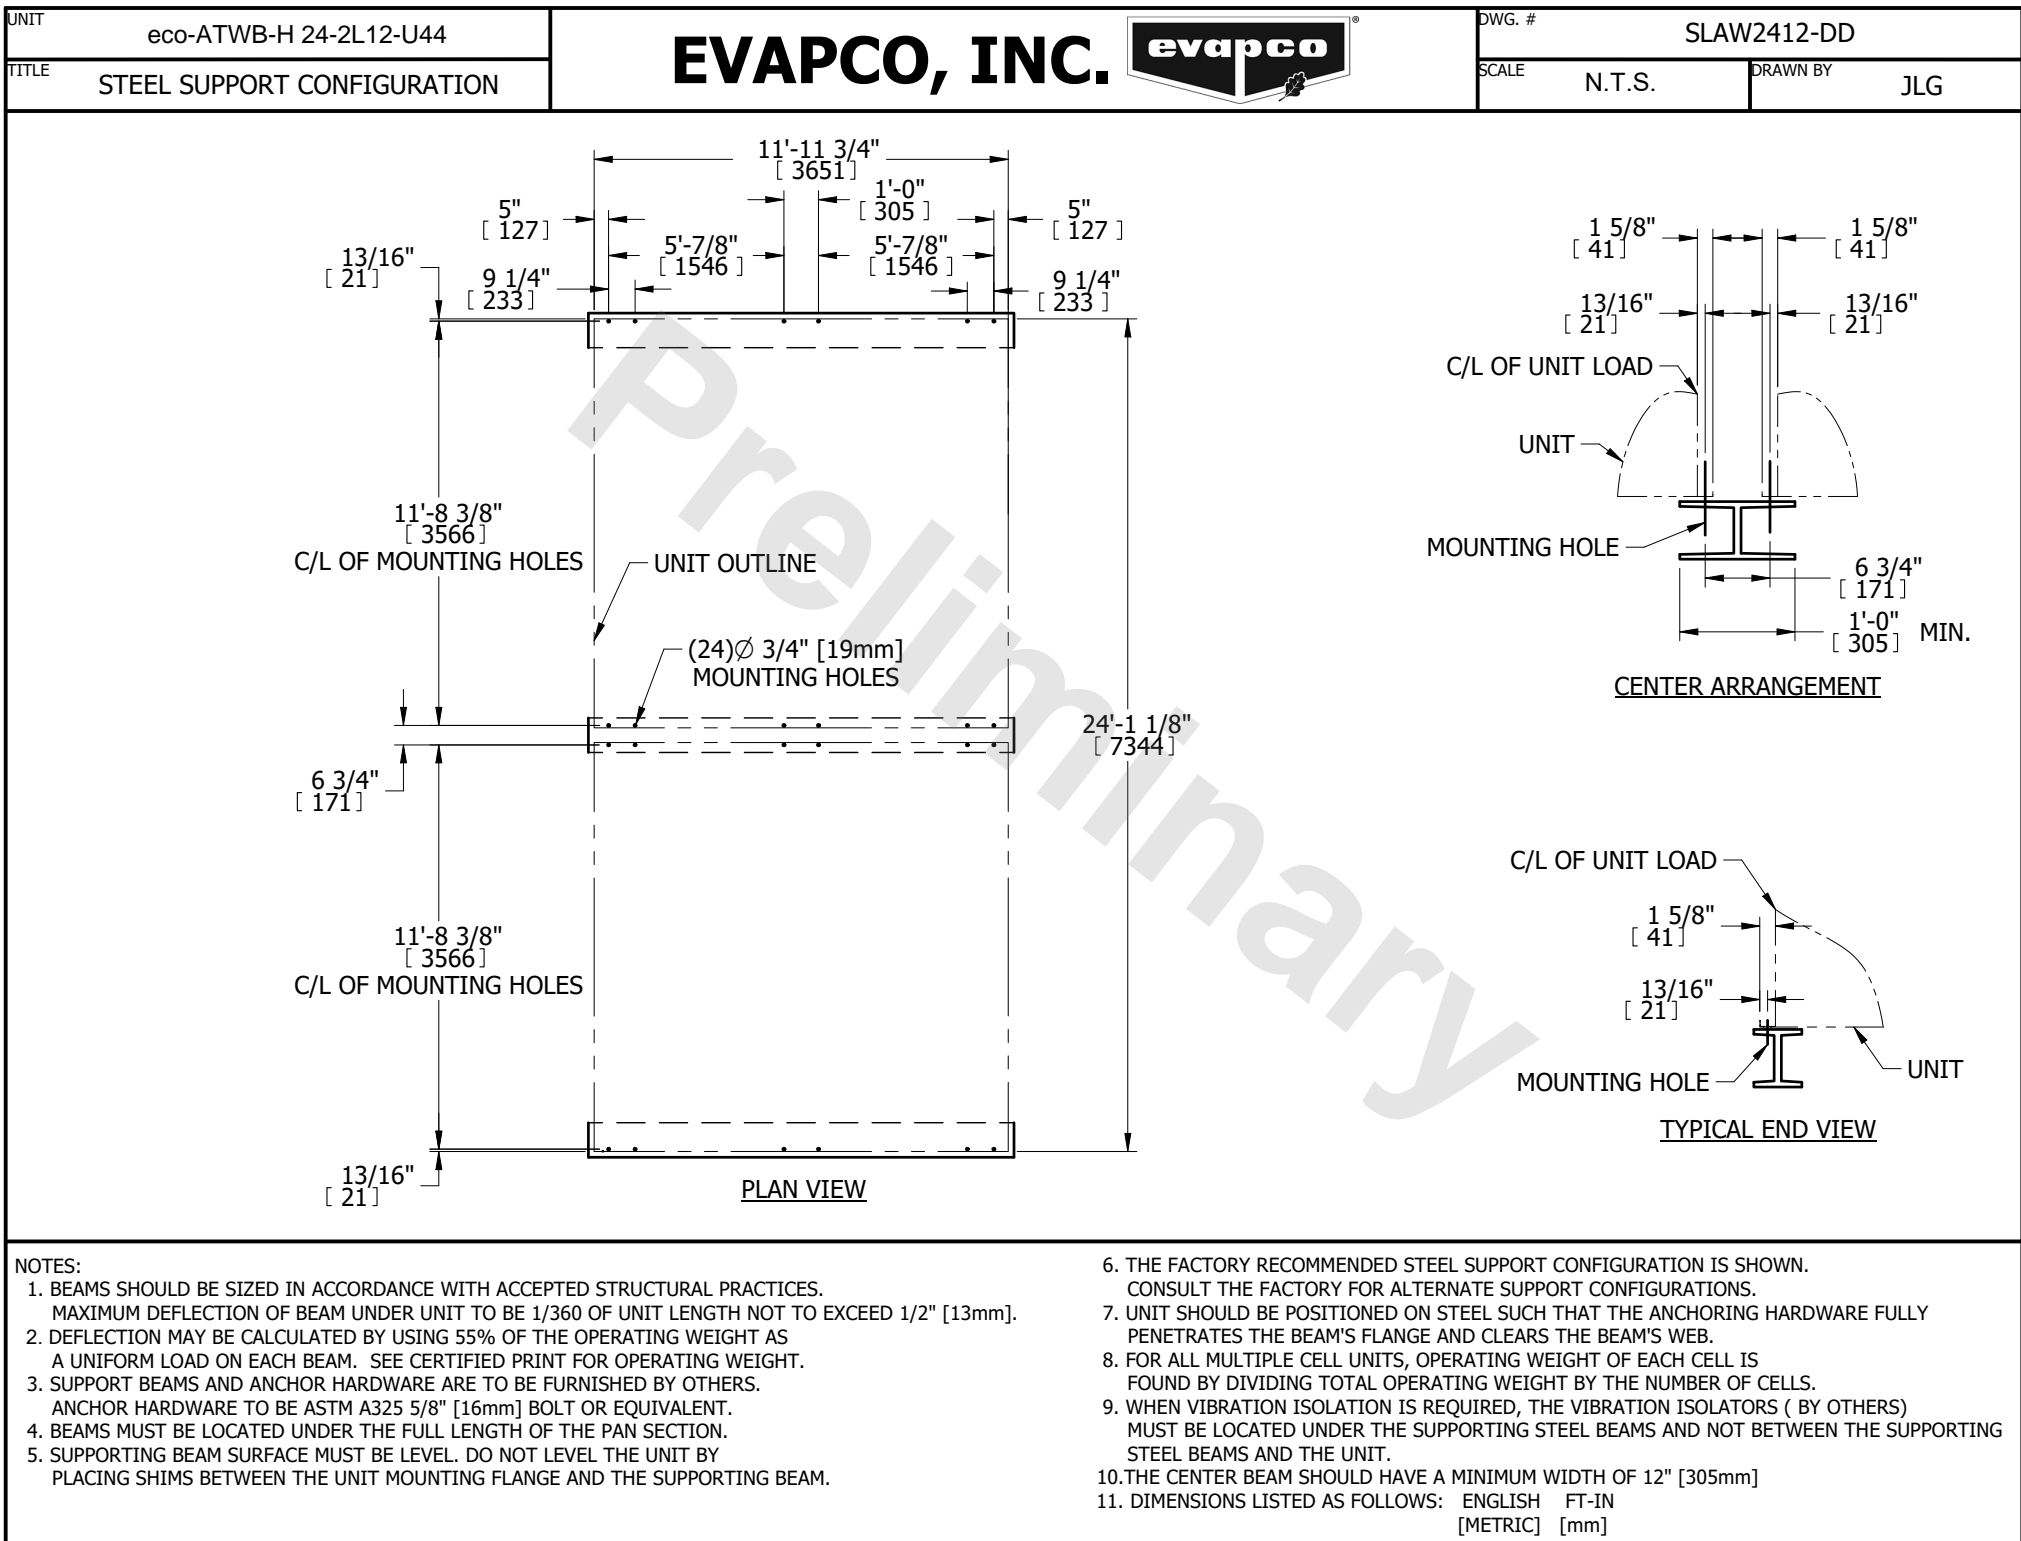 UNIT
eco-ATWB-H 24-2L12-U44
TITLE
STEEL SUPPORT CONFIGURATION
EVAPCO, INC.
evapco®
DWG. #
SLAW2412-DD
SCALE
N.T.S.
DRAWN BY
JLG
11'-11 3/4"
[ 3651 ]
1'-0"
[ 305 ]
5"
[ 127 ]
5"
[ 127 ]
5'-7/8"
[ 1546 ]
5'-7/8"
[ 1546 ]
13/16"
[ 21 ]
9 1/4"
[ 233 ]
9 1/4"
[ 233 ]
11'-8 3/8"
[ 3566 ]
C/L OF MOUNTING HOLES
UNIT OUTLINE
(24)Ø 3/4" [19mm]
MOUNTING HOLES
24'-1 1/8"
[ 7344 ]
6 3/4"
[ 171 ]
11'-8 3/8"
[ 3566 ]
C/L OF MOUNTING HOLES
13/16"
[ 21 ]
PLAN VIEW
Preliminary
1 5/8"
[ 41 ]
1 5/8"
[ 41 ]
13/16"
[ 21 ]
13/16"
[ 21 ]
C/L OF UNIT LOAD
UNIT
MOUNTING HOLE
6 3/4"
[ 171 ]
1'-0"
[ 305 ] MIN.
CENTER ARRANGEMENT
C/L OF UNIT LOAD
1 5/8"
[ 41 ]
13/16"
[ 21 ]
MOUNTING HOLE
UNIT
TYPICAL END VIEW
NOTES:
1. BEAMS SHOULD BE SIZED IN ACCORDANCE WITH ACCEPTED STRUCTURAL PRACTICES.
MAXIMUM DEFLECTION OF BEAM UNDER UNIT TO BE 1/360 OF UNIT LENGTH NOT TO EXCEED 1/2" [13mm].
2. DEFLECTION MAY BE CALCULATED BY USING 55% OF THE OPERATING WEIGHT AS
A UNIFORM LOAD ON EACH BEAM. SEE CERTIFIED PRINT FOR OPERATING WEIGHT.
3. SUPPORT BEAMS AND ANCHOR HARDWARE ARE TO BE FURNISHED BY OTHERS.
ANCHOR HARDWARE TO BE ASTM A325 5/8" [16mm] BOLT OR EQUIVALENT.
4. BEAMS MUST BE LOCATED UNDER THE FULL LENGTH OF THE PAN SECTION.
5. SUPPORTING BEAM SURFACE MUST BE LEVEL. DO NOT LEVEL THE UNIT BY
PLACING SHIMS BETWEEN THE UNIT MOUNTING FLANGE AND THE SUPPORTING BEAM.
6. THE FACTORY RECOMMENDED STEEL SUPPORT CONFIGURATION IS SHOWN.
CONSULT THE FACTORY FOR ALTERNATE SUPPORT CONFIGURATIONS.
7. UNIT SHOULD BE POSITIONED ON STEEL SUCH THAT THE ANCHORING HARDWARE FULLY
PENETRATES THE BEAM'S FLANGE AND CLEARS THE BEAM'S WEB.
8. FOR ALL MULTIPLE CELL UNITS, OPERATING WEIGHT OF EACH CELL IS
FOUND BY DIVIDING TOTAL OPERATING WEIGHT BY THE NUMBER OF CELLS.
9. WHEN VIBRATION ISOLATION IS REQUIRED, THE VIBRATION ISOLATORS ( BY OTHERS)
MUST BE LOCATED UNDER THE SUPPORTING STEEL BEAMS AND NOT BETWEEN THE SUPPORTING
STEEL BEAMS AND THE UNIT.
10.THE CENTER BEAM SHOULD HAVE A MINIMUM WIDTH OF 12" [305mm]
11. DIMENSIONS LISTED AS FOLLOWS: ENGLISH FT-IN
[METRIC] [mm]